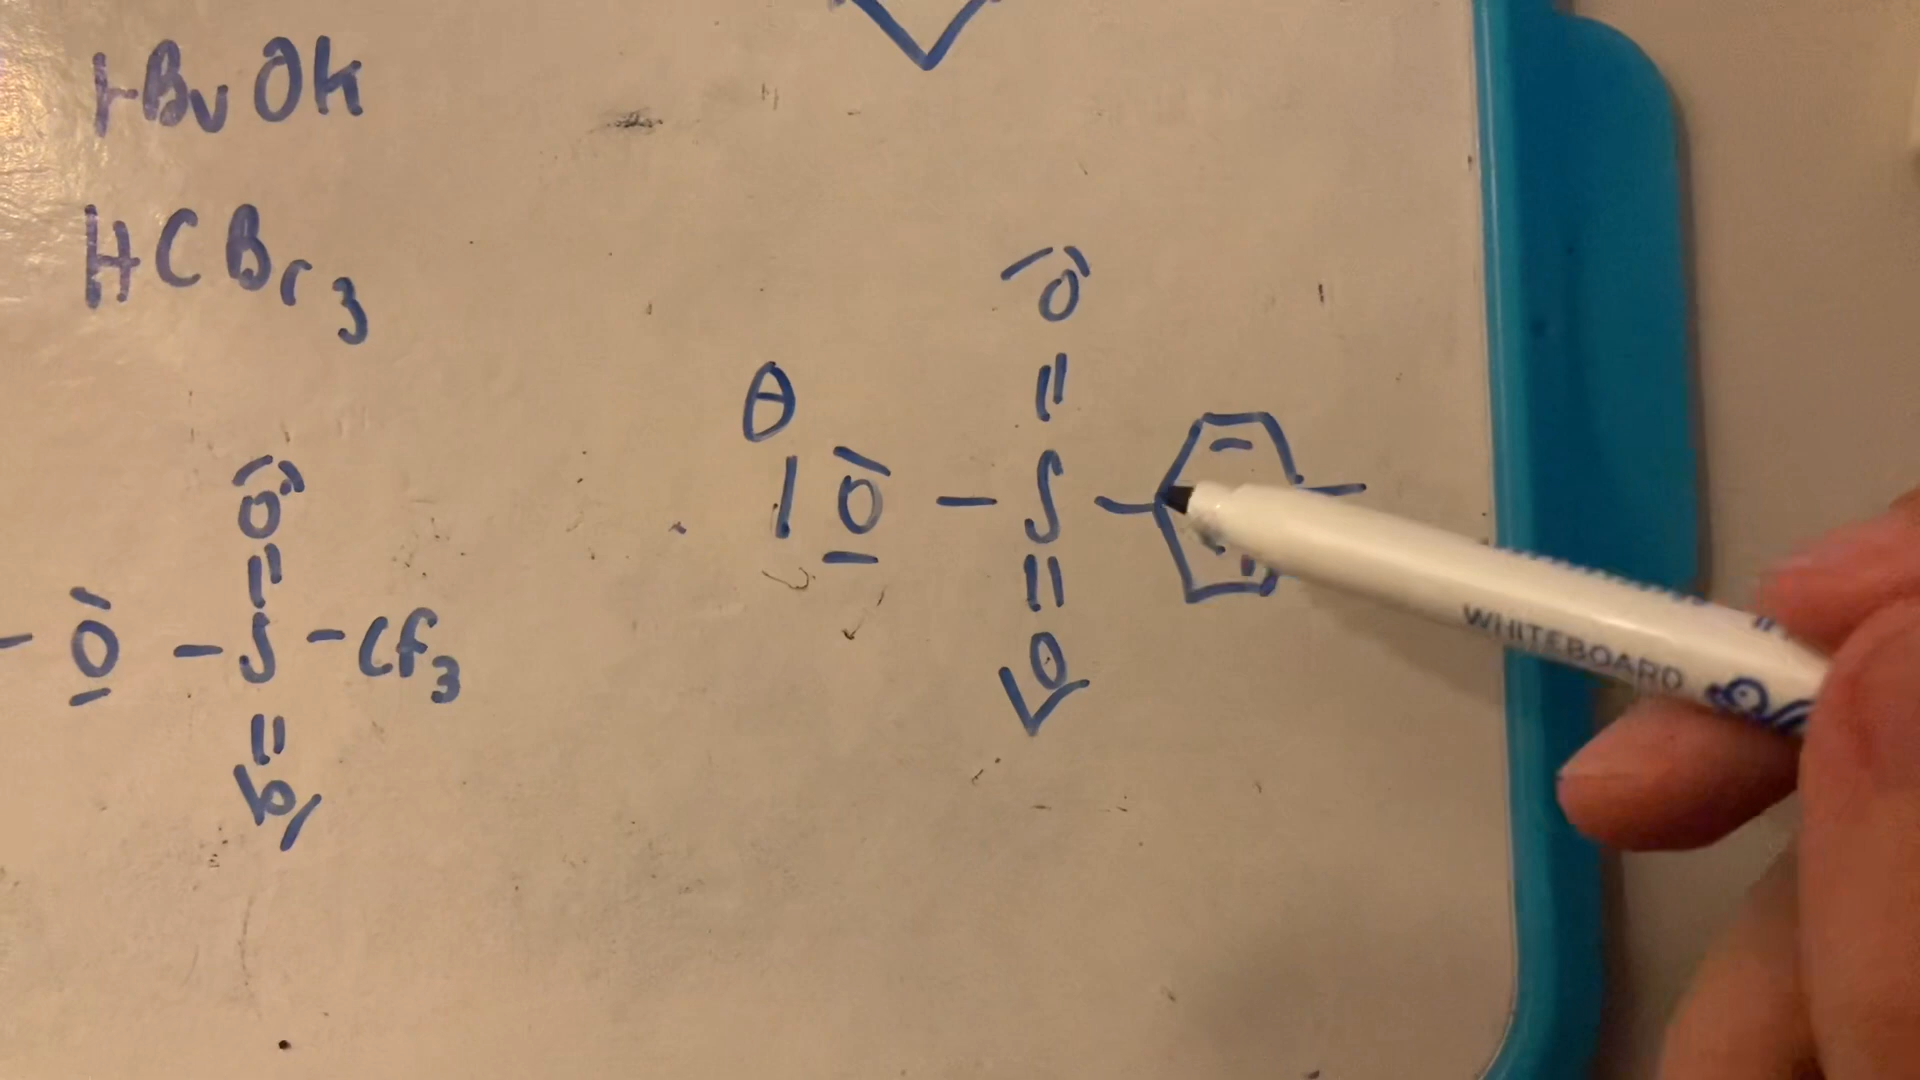 tBuOK
HCBr3
O
⊖
O
O - S - 
O
O
- O - S - CF3
O
WHITEBOARD